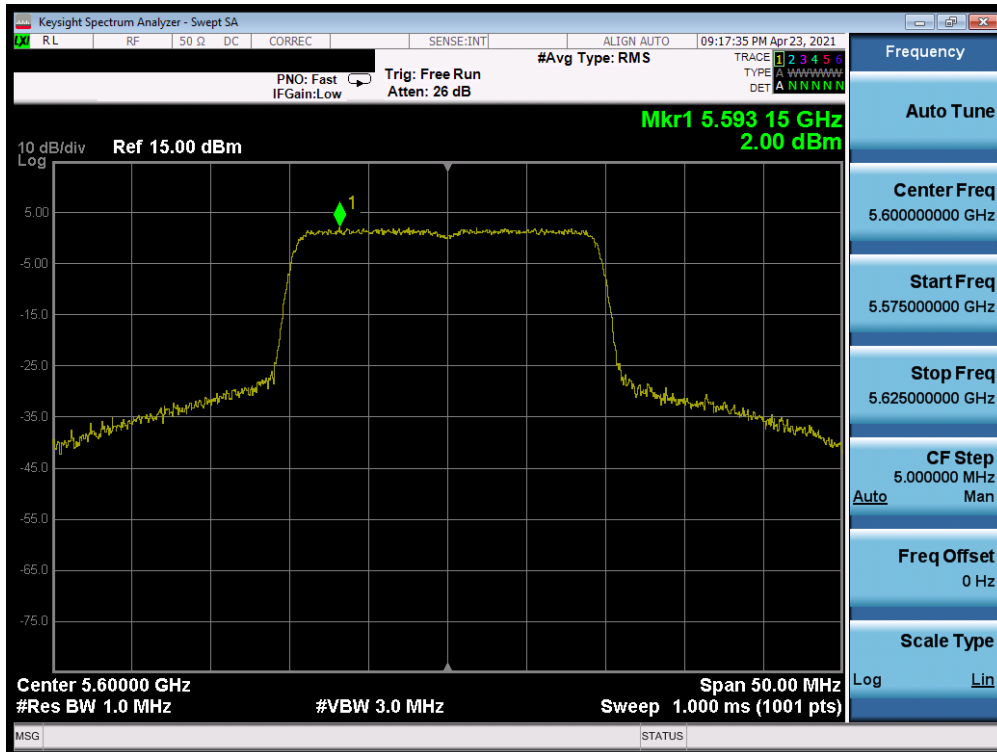 Keysight Spectrum Analyzer - Swept SA
LXI RL RF 50 Ω DC CORREC SENSE:INT ALIGN AUTO 09:17:35 PM Apr 23, 2021
#Avg Type: RMS TRACE 1 2 3 4 5 6
PNO: Fast Trig: Free Run TYPE A WWWWW
IFGain:Low Atten: 26 dB DET A N N N N N
Frequency
Mkr1 5.593 15 GHz
2.00 dBm
10 dB/div Ref 15.00 dBm
Log
1
5.00
-5.00
-15.0
-25.0
-35.0
-45.0
-55.0
-65.0
-75.0
Center 5.60000 GHz Span 50.00 MHz
#Res BW 1.0 MHz #VBW 3.0 MHz Sweep 1.000 ms (1001 pts)
Auto Tune
Center Freq
5.600000000 GHz
Start Freq
5.575000000 GHz
Stop Freq
5.625000000 GHz
CF Step
5.000000 MHz
Auto Man
Freq Offset
0 Hz
Scale Type
Log Lin
MSG STATUS